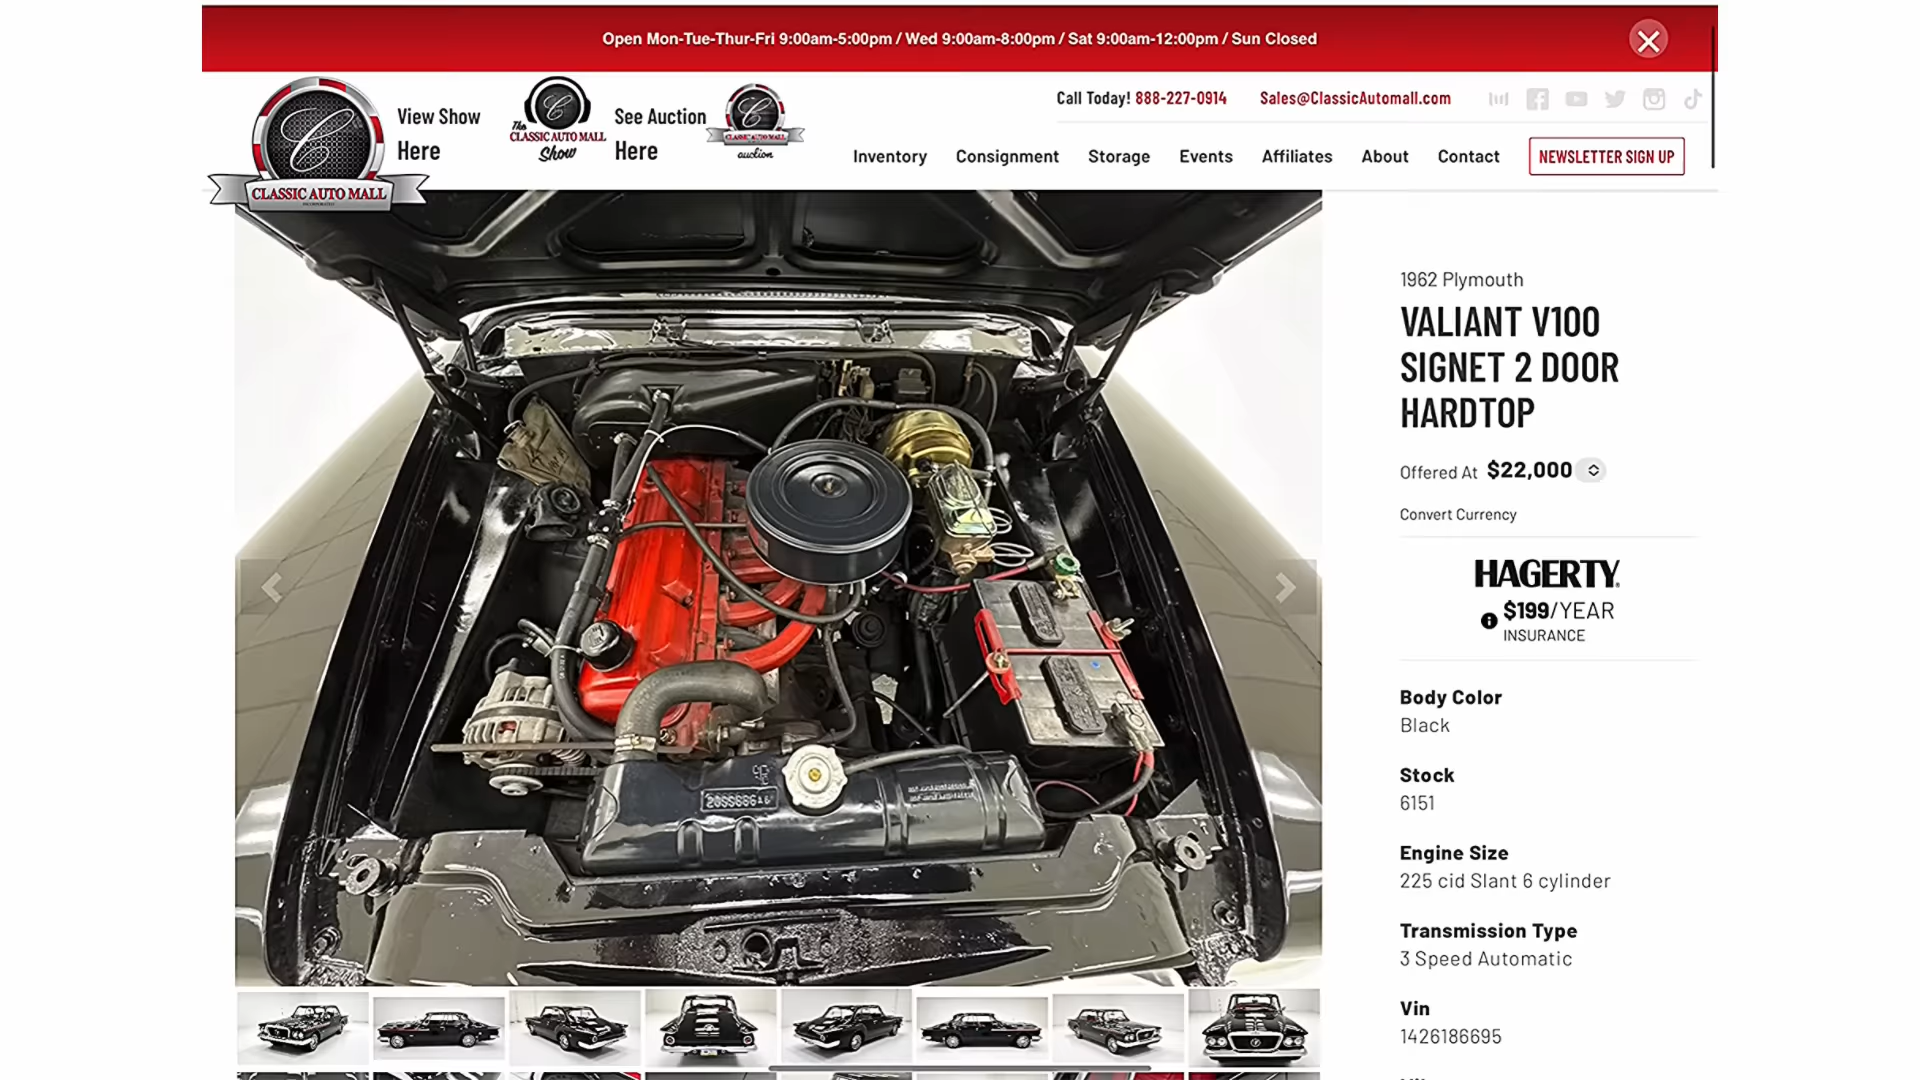 Open Mon-Tue-Thur-Fri 9:00am-5:00pm / Wed 9:00am-8:00pm / Sat 9:00am-12:00pm / Sun Closed
CLASSIC AUTO MALL
View Show
Here
The
CLASSIC AUTO MALL
Show
See Auction
Here
CLASSIC AUTO MALL
auction
Call Today! 888-227-0914
Sales@ClassicAutomall.com
Inventory
Consignment
Storage
Events
Affiliates
About
Contact
NEWSLETTER SIGN UP
1962 Plymouth
VALIANT V100
SIGNET 2 DOOR
HARDTOP
Offered At $22,000
Convert Currency
HAGERTY
$199/YEAR
INSURANCE
Body Color
Black
Stock
6151
Engine Size
225 cid Slant 6 cylinder
Transmission Type
3 Speed Automatic
Vin
1426186695